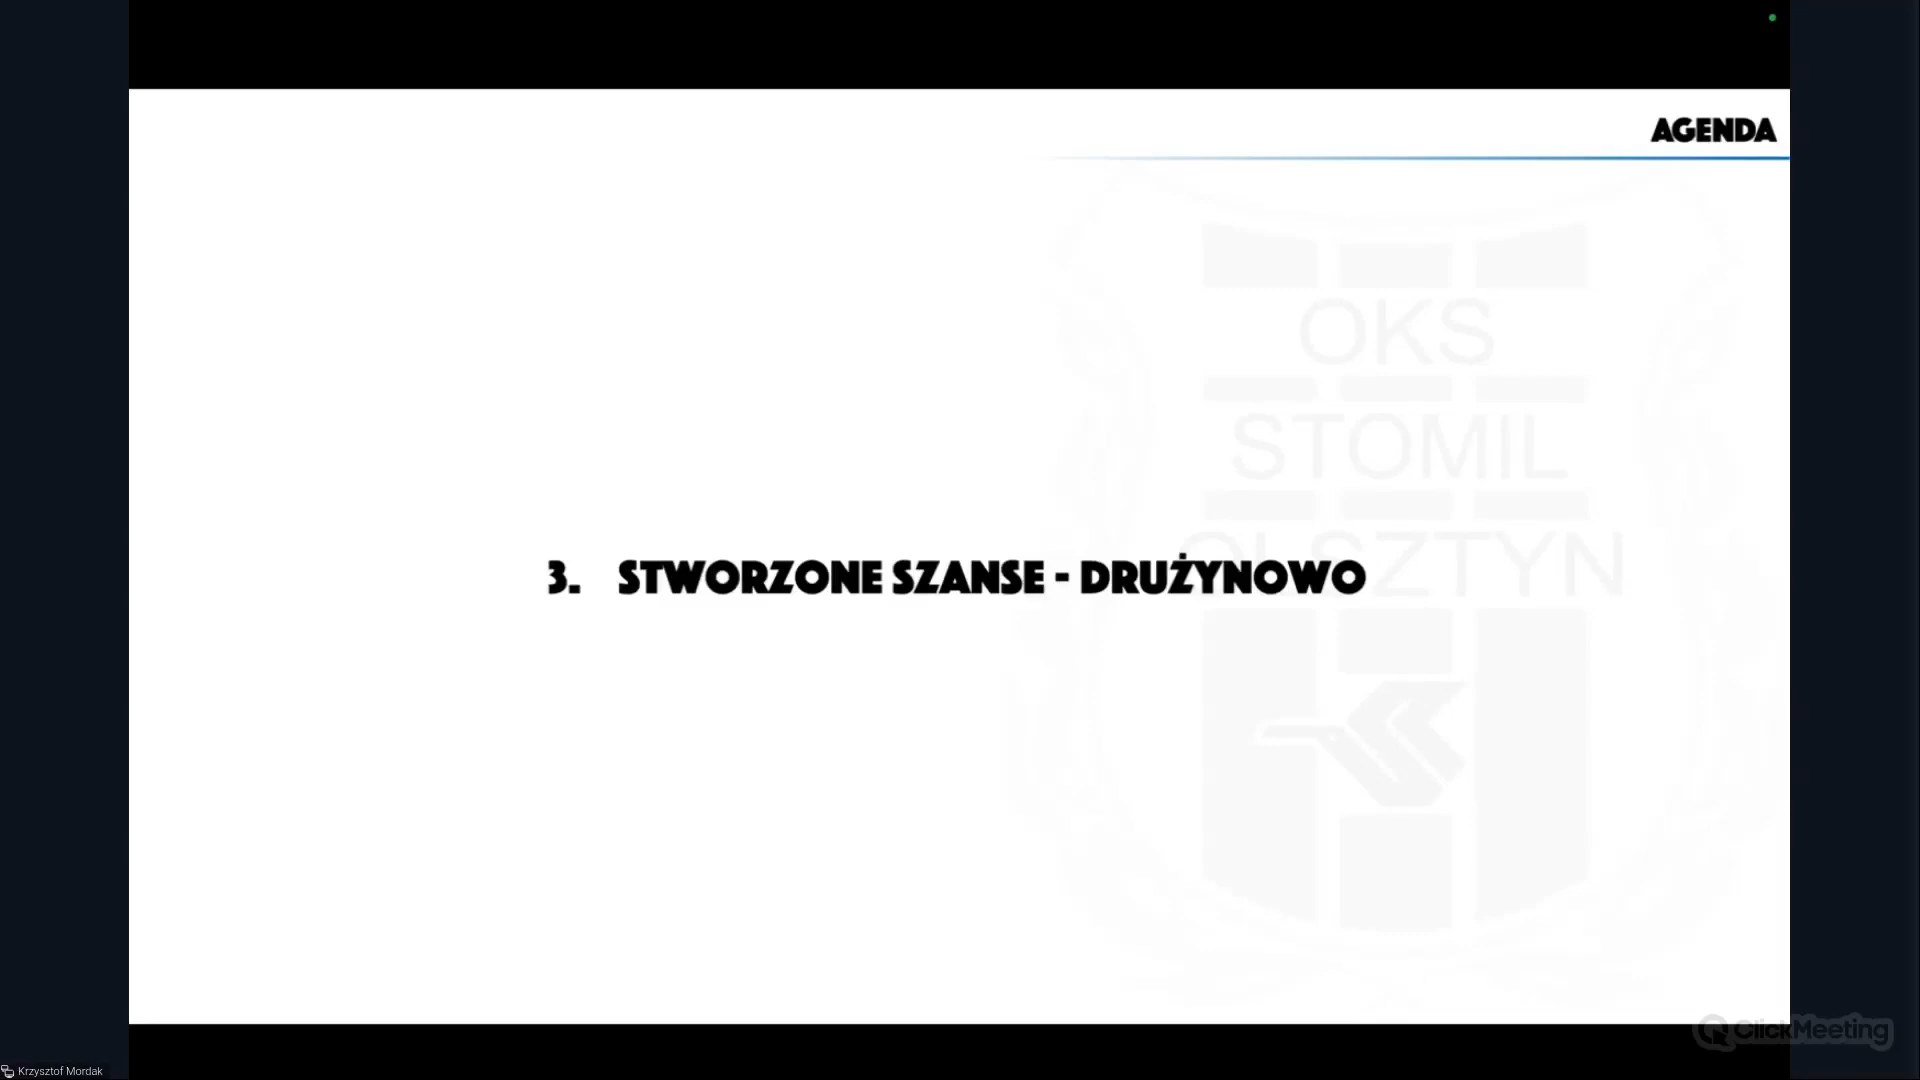 AGENDA
OKS
STOMIL
OLSZTYN
3. STWORZONE SZANSE - DRUŻYNOWO
ClickMeeting
Krzysztof Mordak